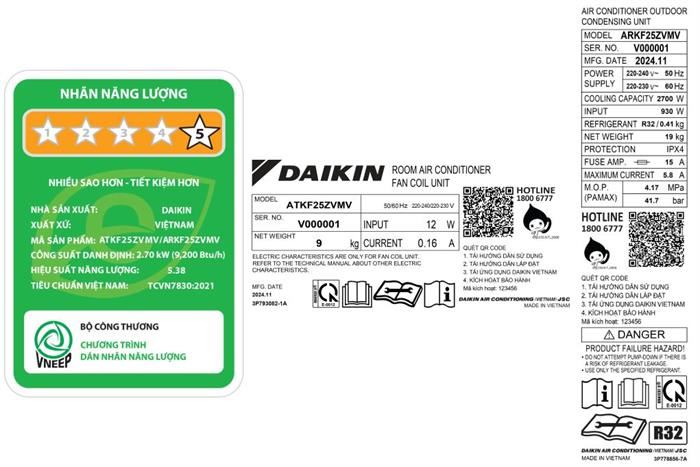 NHÃN NĂNG LƯỢNG
1 2 3 4 5
NHIỀU SAO HƠN - TIẾT KIỆM HƠN
NHÀ SẢN XUẤT: DAIKIN
XUẤT XỨ: VIỆTNAM
MÃ SẢN PHẨM: ATKF25ZVMV/ARKF25ZVMV
CÔNG SUẤT DANH ĐỊNH: 2.70 kW (9,200 Btu/h)
HIỆU SUẤT NĂNG LƯỢNG: 5.38
TIÊU CHUẨN VIỆT NAM: TCVN7830:2021
VNEEP
BỘ CÔNG THƯƠNG
CHƯƠNG TRÌNH
DÁN NHÃN NĂNG LƯỢNG
DAIKIN
ROOM AIR CONDITIONER
FAN COIL UNIT
MODEL ATKF25ZVMV 50/60 Hz 220-240/220-230 V
SER. NO. V000001 INPUT 12 W
NET WEIGHT 9 kg CURRENT 0.16 A
ELECTRIC CHARACTERISTICS ARE ONLY FOR FAN COIL UNIT.
REFER TO TECHNICAL MANUAL ABOUT OTHER ELECTRIC
CHARACTERISTICS.
MFG. DATE
2024.11
3P793082-1A
E-0012
HOTLINE
1800 6777
QUÉT QR CODE
1. TẢI HƯỚNG DẪN SỬ DỤNG
2. TẢI HƯỚNG DẪN LẮP ĐẶT
3. TẢI ỨNG DỤNG DAIKIN VIETNAM
4. KÍCH HOẠT BẢO HÀNH
Mã kích hoạt: 123456
DAIKIN AIR CONDITIONING (VIETNAM) JSC
MADE IN VIETNAM
AIR CONDITIONER OUTDOOR
CONDENSING UNIT
MODEL ARKF25ZVMV
SER. NO. V000001
MFG. DATE 2024.11
POWER SUPPLY 220-240 V~ 50 Hz
220-230 V~ 60 Hz
COOLING CAPACITY 2700 W
INPUT 930 W
REFRIGERANT R32 / 0.41 kg
NET WEIGHT 19 kg
PROTECTION IPX4
FUSE AMP. 15 A
MAXIMUM CURRENT 5.8 A
M.O.P. (PAMAX) 4.17 MPa
41.7 bar
HOTLINE
1800 6777
QUÉT QR CODE
1. TẢI HƯỚNG DẪN SỬ DỤNG
2. TẢI HƯỚNG DẪN LẮP ĐẶT
3. TẢI ỨNG DỤNG DAIKIN VIETNAM
4. KÍCH HOẠT BẢO HÀNH
Mã kích hoạt: 123456
DANGER
PRODUCT FAILURE HAZARD!
• DO NOT ATTEMPT PUMP-DOWN IF THERE IS
A RISK OF REFRIGERANT LEAKAGE.
• USE ONLY THE SPECIFIED REFRIGERANT.
E-0012
R32
DAIKIN AIR CONDITIONING (VIETNAM) JSC
MADE IN VIETNAM 3P778856-7A